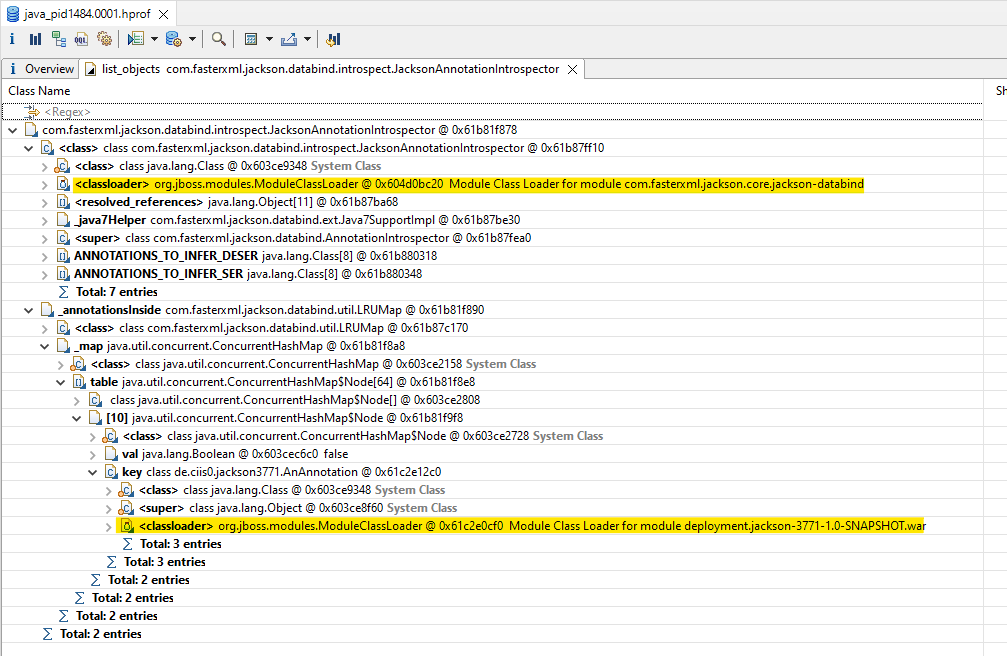 java_pid1484.0001.hprof
i OQL
i Overview list_objects com.fasterxml.jackson.databind.introspect.JacksonAnnotationIntrospector
Class Name Sh
<Regex>
com.fasterxml.jackson.databind.introspect.JacksonAnnotationIntrospector @ 0x61b81f878
<class> class com.fasterxml.jackson.databind.introspect.JacksonAnnotationIntrospector @ 0x61b87ff10
<class> class java.lang.Class @ 0x603ce9348 System Class
<classloader> org.jboss.modules.ModuleClassLoader @ 0x604d0bc20 Module Class Loader for module com.fasterxml.jackson.core.jackson-databind
<resolved_references> java.lang.Object[11] @ 0x61b87ba68
_java7Helper com.fasterxml.jackson.databind.ext.Java7SupportImpl @ 0x61b87be30
<super> class com.fasterxml.jackson.databind.AnnotationIntrospector @ 0x61b87fea0
ANNOTATIONS_TO_INFER_DESER java.lang.Class[8] @ 0x61b880318
ANNOTATIONS_TO_INFER_SER java.lang.Class[8] @ 0x61b880348
Σ Total: 7 entries
_annotationsInside com.fasterxml.jackson.databind.util.LRUMap @ 0x61b81f890
<class> class com.fasterxml.jackson.databind.util.LRUMap @ 0x61b87c170
_map java.util.concurrent.ConcurrentHashMap @ 0x61b81f8a8
<class> class java.util.concurrent.ConcurrentHashMap @ 0x603ce2158 System Class
table java.util.concurrent.ConcurrentHashMap$Node[64] @ 0x61b81f8e8
class java.util.concurrent.ConcurrentHashMap$Node[] @ 0x603ce2808
[10] java.util.concurrent.ConcurrentHashMap$Node @ 0x61b81f9f8
<class> class java.util.concurrent.ConcurrentHashMap$Node @ 0x603ce2728 System Class
val java.lang.Boolean @ 0x603cec6c0 false
key class de.ciis0.jackson3771.AnAnnotation @ 0x61c2e12c0
<class> class java.lang.Class @ 0x603ce9348 System Class
<super> class java.lang.Object @ 0x603ce8f60 System Class
<classloader> org.jboss.modules.ModuleClassLoader @ 0x61c2e0cf0 Module Class Loader for module deployment.jackson-3771-1.0-SNAPSHOT.war
Σ Total: 3 entries
Σ Total: 3 entries
Σ Total: 2 entries
Σ Total: 2 entries
Σ Total: 2 entries
Σ Total: 2 entries